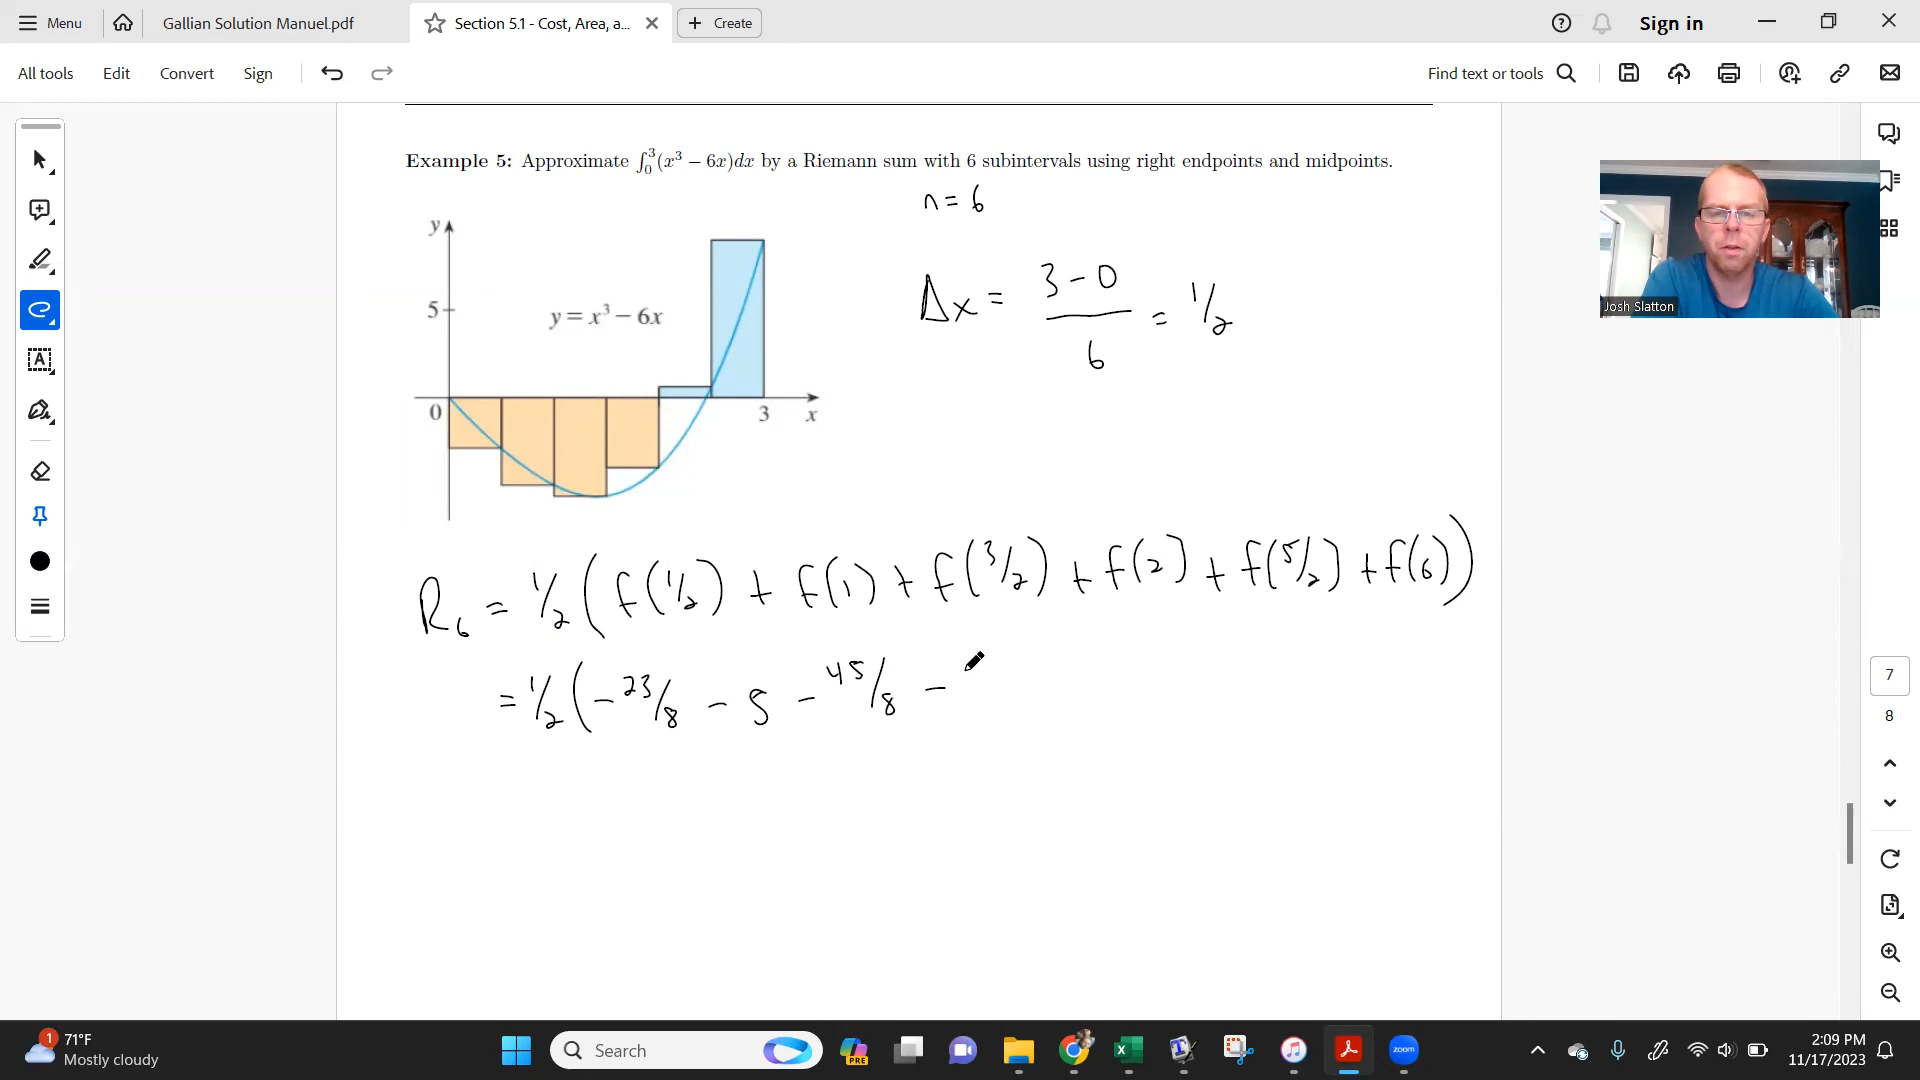 Menu
Gallian Solution Manuel.pdf
Section 5.1 - Cost, Area, a...
Create
Sign in
All tools
Edit
Convert
Sign
Find text or tools
Example 5: Approximate ∫₀³(x³ − 6x)dx by a Riemann sum with 6 subintervals using right endpoints and midpoints.
n = 6
Δx = (3 - 0)/6 = 1/2
y
5
y = x³ − 6x
0
3
x
Josh Slatton
R₆ = 1/2 (f(1/2) + f(1) + f(3/2) + f(2) + f(5/2) + f(6))
= 1/2 (- 23/8 - 5 - 45/8 -
7
8
1
71°F
Mostly cloudy
Search
PRE
zoom
2:09 PM
11/17/2023